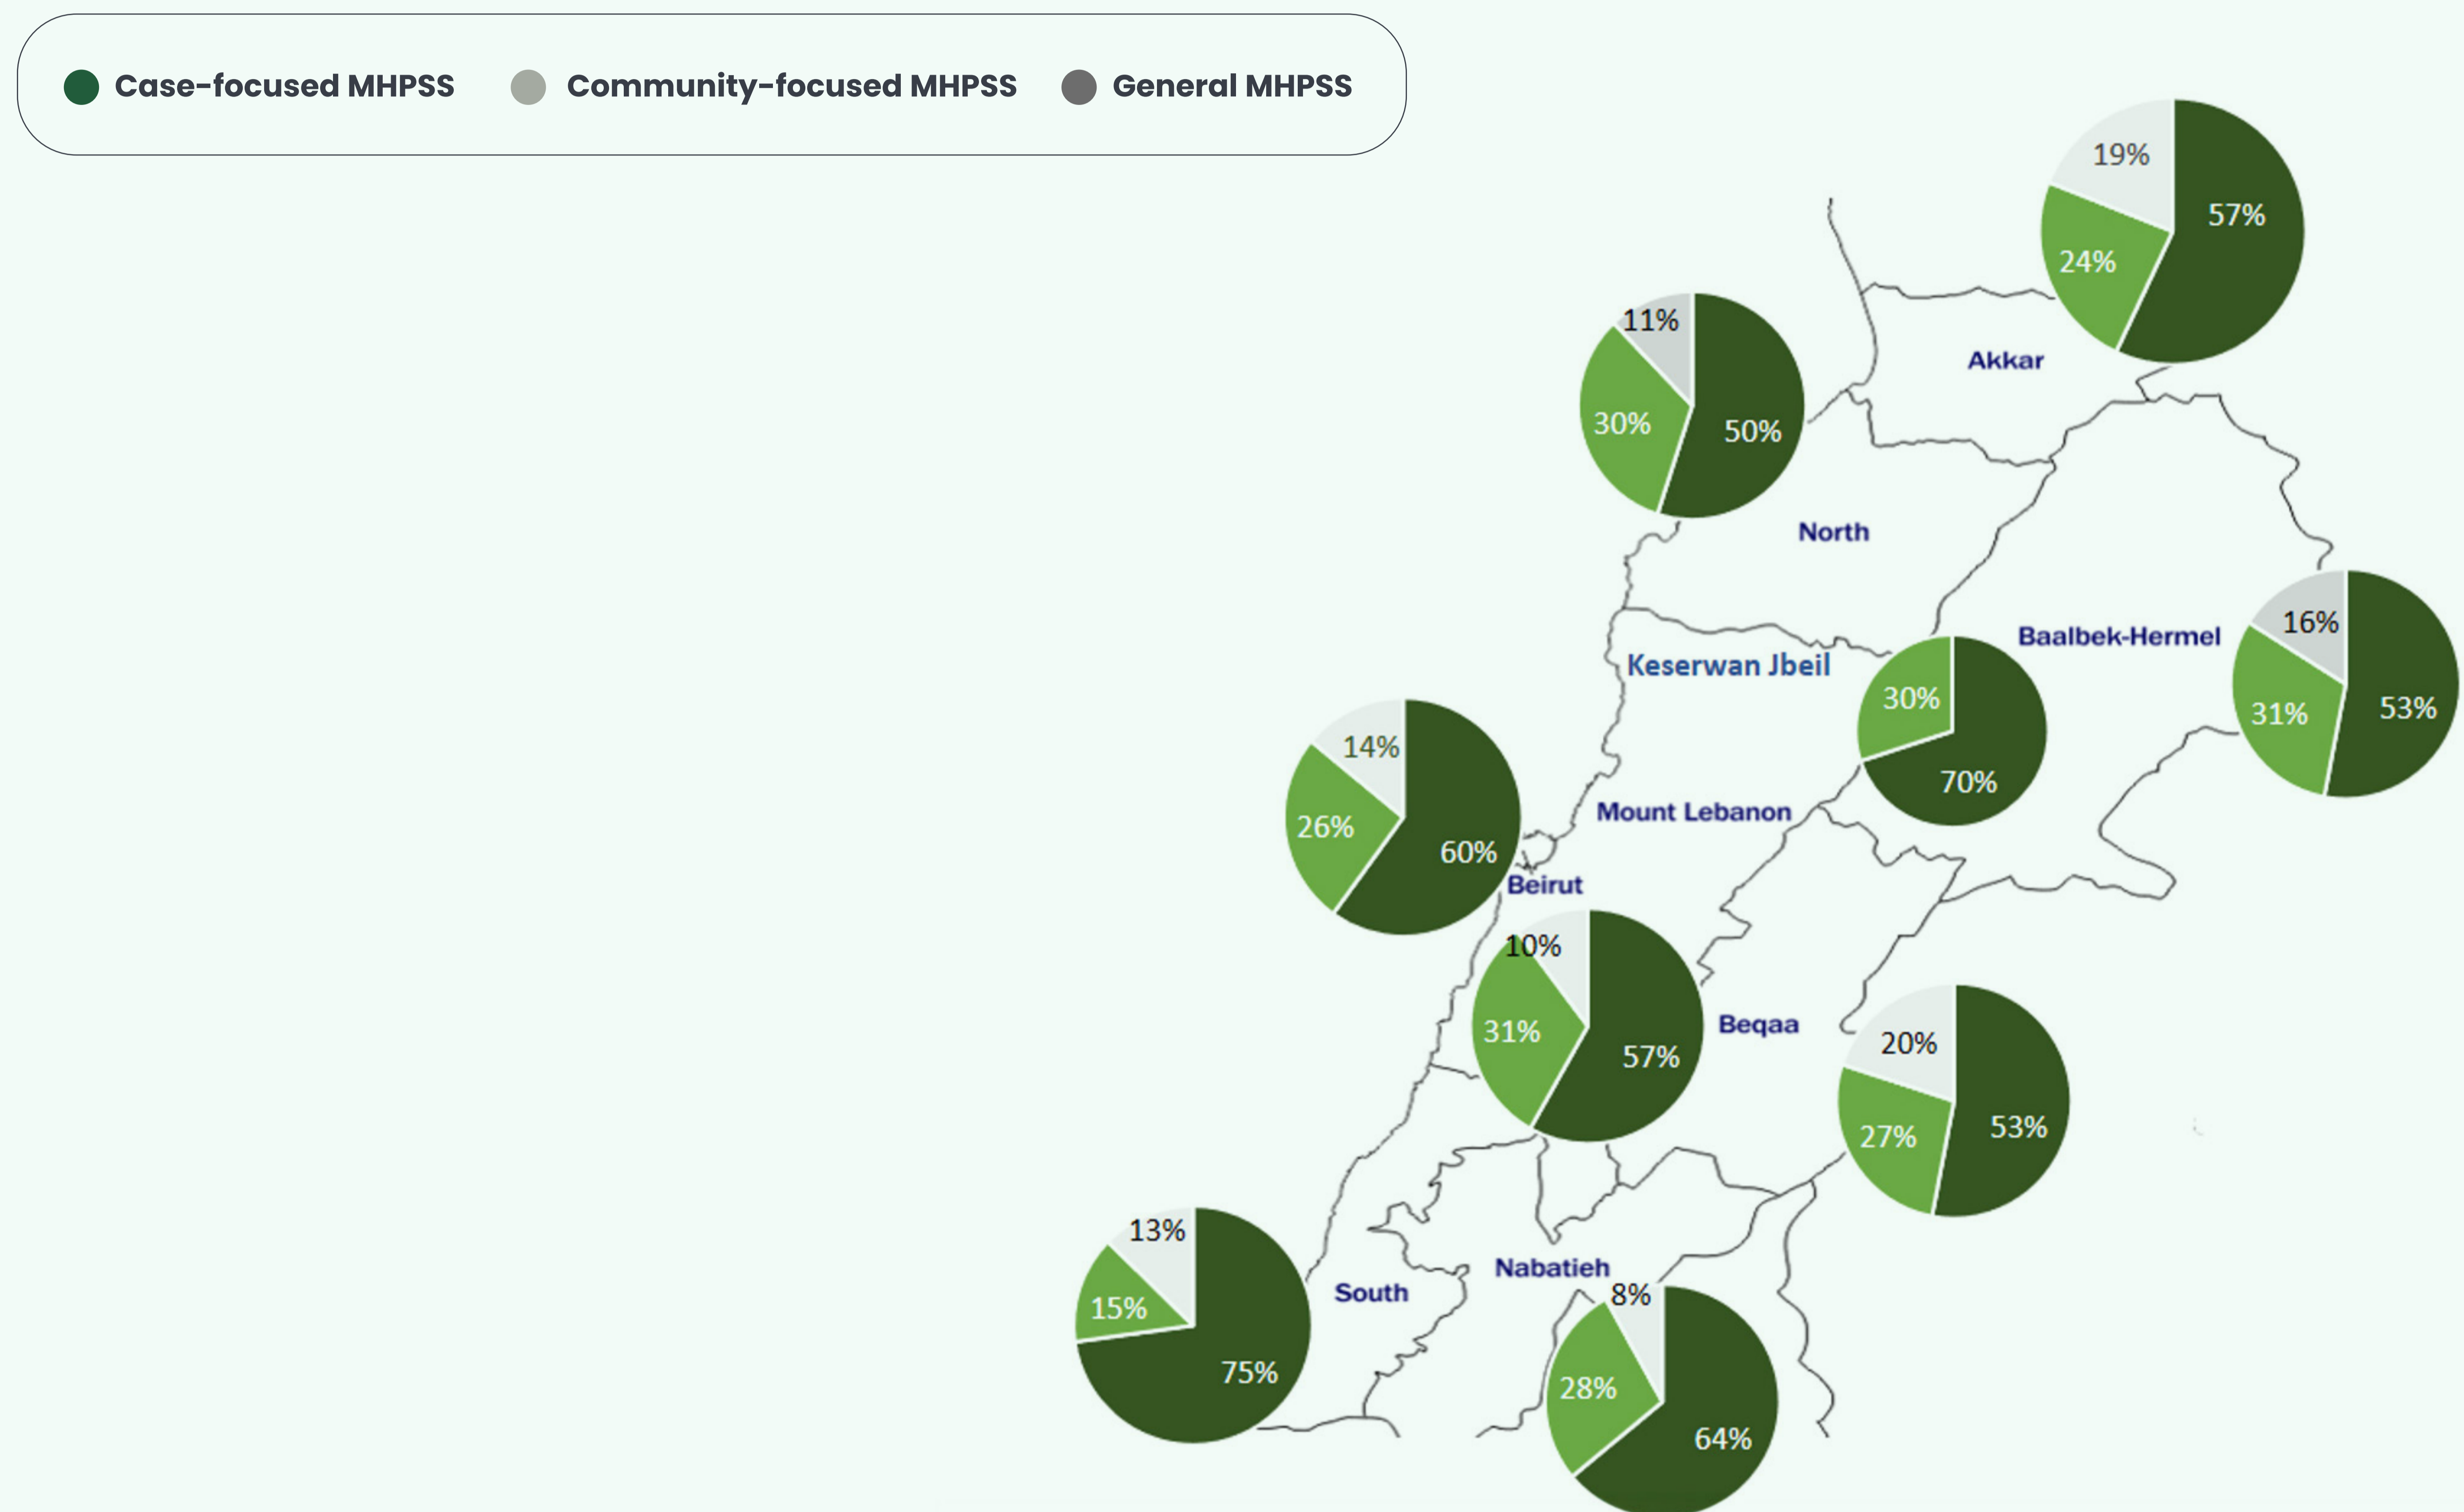 Case-focused MHPSS
Community-focused MHPSS
General MHPSS
19%
57%
24%
11%
30%
50%
Akkar
North
16%
31%
53%
Baalbek-Hermel
Keserwan Jbeil
30%
70%
14%
26%
60%
Mount Lebanon
Beirut
10%
31%
57%
Beqaa
20%
27%
53%
13%
15%
75%
South
Nabatieh
8%
28%
64%